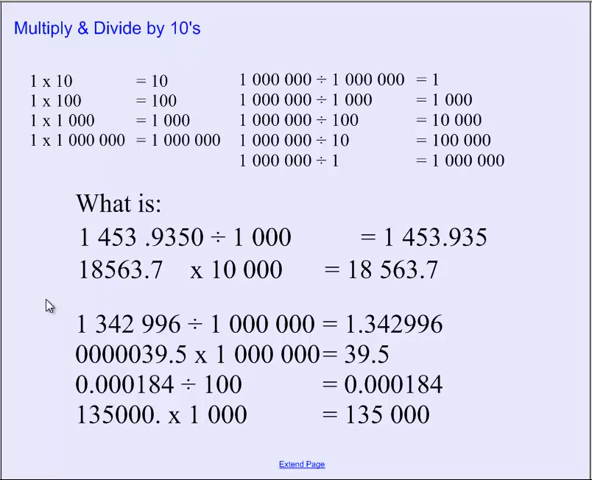 Multiply & Divide by 10's
1 x 10 = 10
1 x 100 = 100
1 x 1 000 = 1 000
1 x 1 000 000 = 1 000 000
1 000 000 ÷ 1 000 000 = 1
1 000 000 ÷ 1 000 = 1 000
1 000 000 ÷ 100 = 10 000
1 000 000 ÷ 10 = 100 000
1 000 000 ÷ 1 = 1 000 000
What is:
1 453 .9350 ÷ 1 000 = 1 453.935
18563.7 x 10 000 = 18 563.7
1 342 996 ÷ 1 000 000 = 1.342996
0000039.5 x 1 000 000 = 39.5
0.000184 ÷ 100 = 0.000184
135000. x 1 000 = 135 000
Extend Page